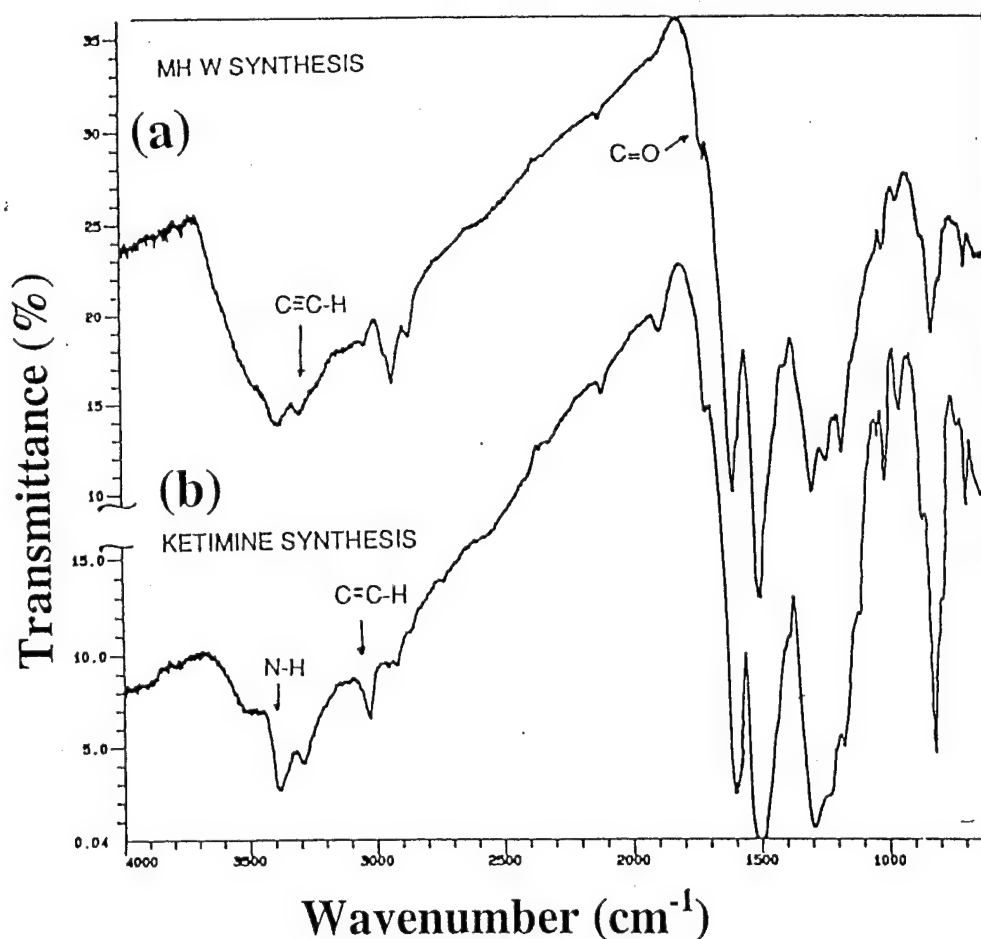 35
MH W SYNTHESIS
(a)
30
C=O
25
C≡C-H
20
15
10
(b)
KETIMINE SYNTHESIS
15.0
C=C-H
10.0
N-H
5.0
0.04
4000 3500 3000 2500 2000 1500 1000
Transmittance (%)
Wavenumber (cm⁻¹)